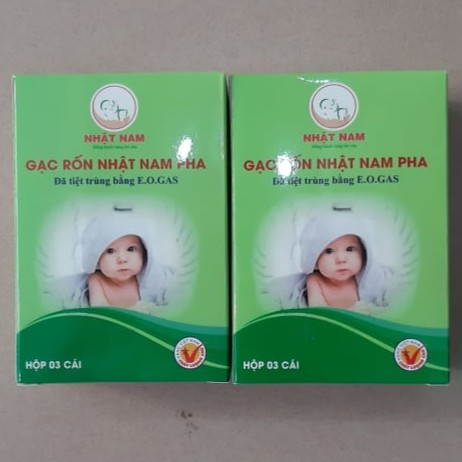 NHẬT NAM
GẠC RỐN NHẬT NAM PHA
Đã tiệt trùng bằng E.O.GAS
HỘP 03 CÁI
NHẬT NAM
GẠC RỐN NHẬT NAM PHA
Đã tiệt trùng bằng E.O.GAS
HỘP 03 CÁI